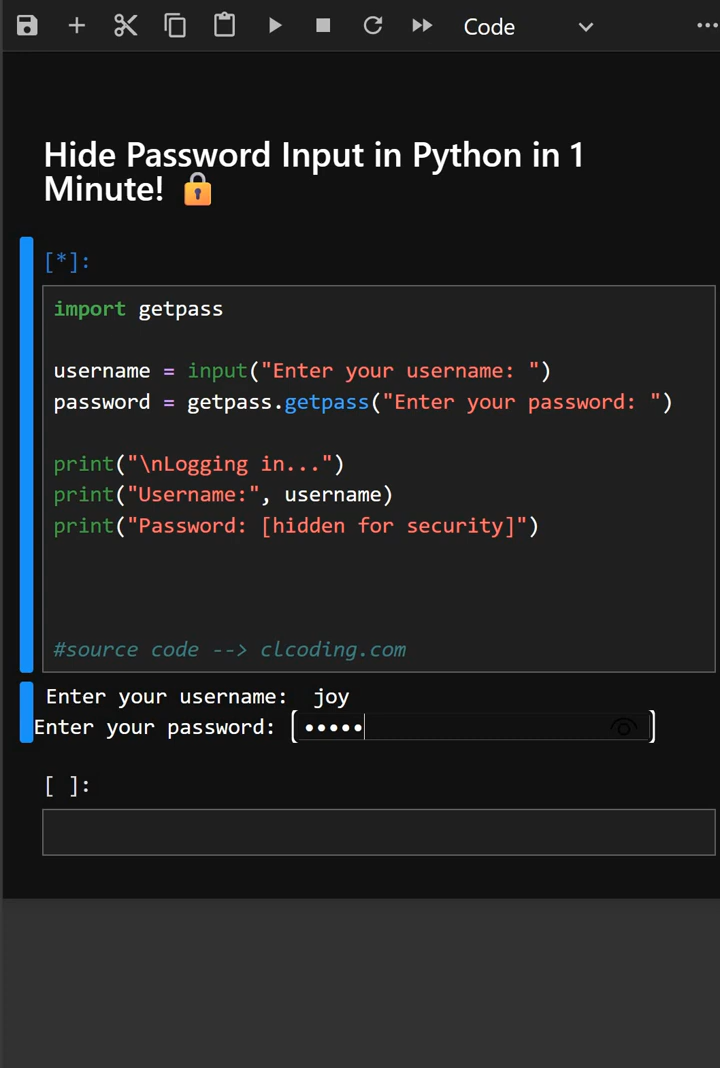 Code
Hide Password Input in Python in 1
Minute! 🔒
[*]:
import getpass
username = input("Enter your username: ")
password = getpass.getpass("Enter your password: ")
print("\nLogging in...")
print("Username:", username)
print("Password: [hidden for security]")
#source code --> clcoding.com
Enter your username:  joy
Enter your password: •••••
[ ]: